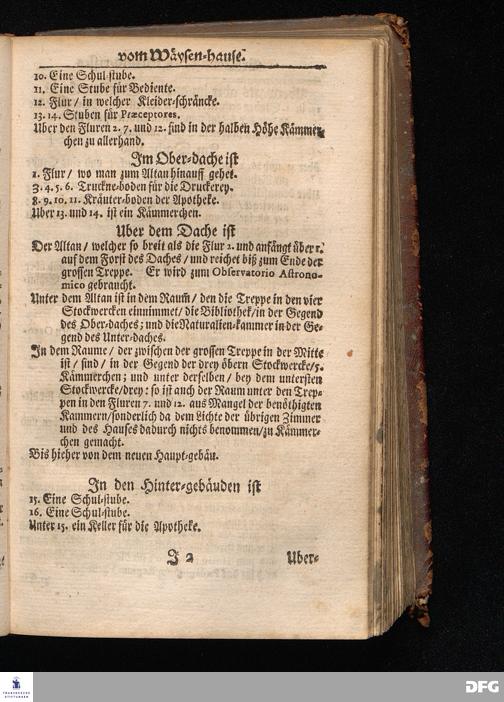 vom Wäysen-hause.
10. Eine Schul-stube.
11. Eine Stube für Bediente.
12. Flur / in welcher Kleider-schräncke.
13. 14. Stuben für Præceptores.
Uber den Fluren 2. 7. und 12. sind in der halben Höhe Kämmer-
chen zu allerhand.
Im Ober-dache ist
1. Flur / wo man zum Altan hinauff gehet.
3. 4. 5. 6. Truckne-boden für die Druckerey.
8. 9. 10. 11. Kräuter-boden der Apotheke.
Uber 13. und 14. ist ein Kämmerchen.
Uber dem Dache ist
Der Altan / welcher so breit als die Flur 2. und anfängt über 1.
auf dem Forst des Daches / und reichet biß zum Ende der
grossen Treppe. Er wird zum Observatorio Astrono-
mico gebraucht.
Unter dem Altan ist in dem Raum̃ / den die Treppe in den vier
Stockwercken einnimmet / die Bibliothek / in der Gegend
des Ober-daches; und die Naturalien-kammer in der Ge-
gend des Unter-daches.
In dem Raume / der zwischen der grossen Treppe in der Mitte
ist / sind / in der Gegend der drey öbern Stockwercke / 5.
Kämmerchen; und unter derselben / bey dem untersten
Stockwercke / drey: so ist auch der Raum unter den Trep-
pen in den Fluren 7. und 12. aus Mangel der benöthigten
Kammern / sonderlich da dem Lichte der übrigen Zimmer
und des Hauses dadurch nichts benommen / zu Kämmer-
chen gemacht.
Bis hieher von dem neuen Haupt-gebäu.
In den Hinter-gebäuden ist
15. Eine Schul-stube.
16. Eine Schul-stube.
Unter 15. ein Keller für die Apotheke.
J 2 Uber-
FRANCKESCHE
STIFTUNGEN
DFG